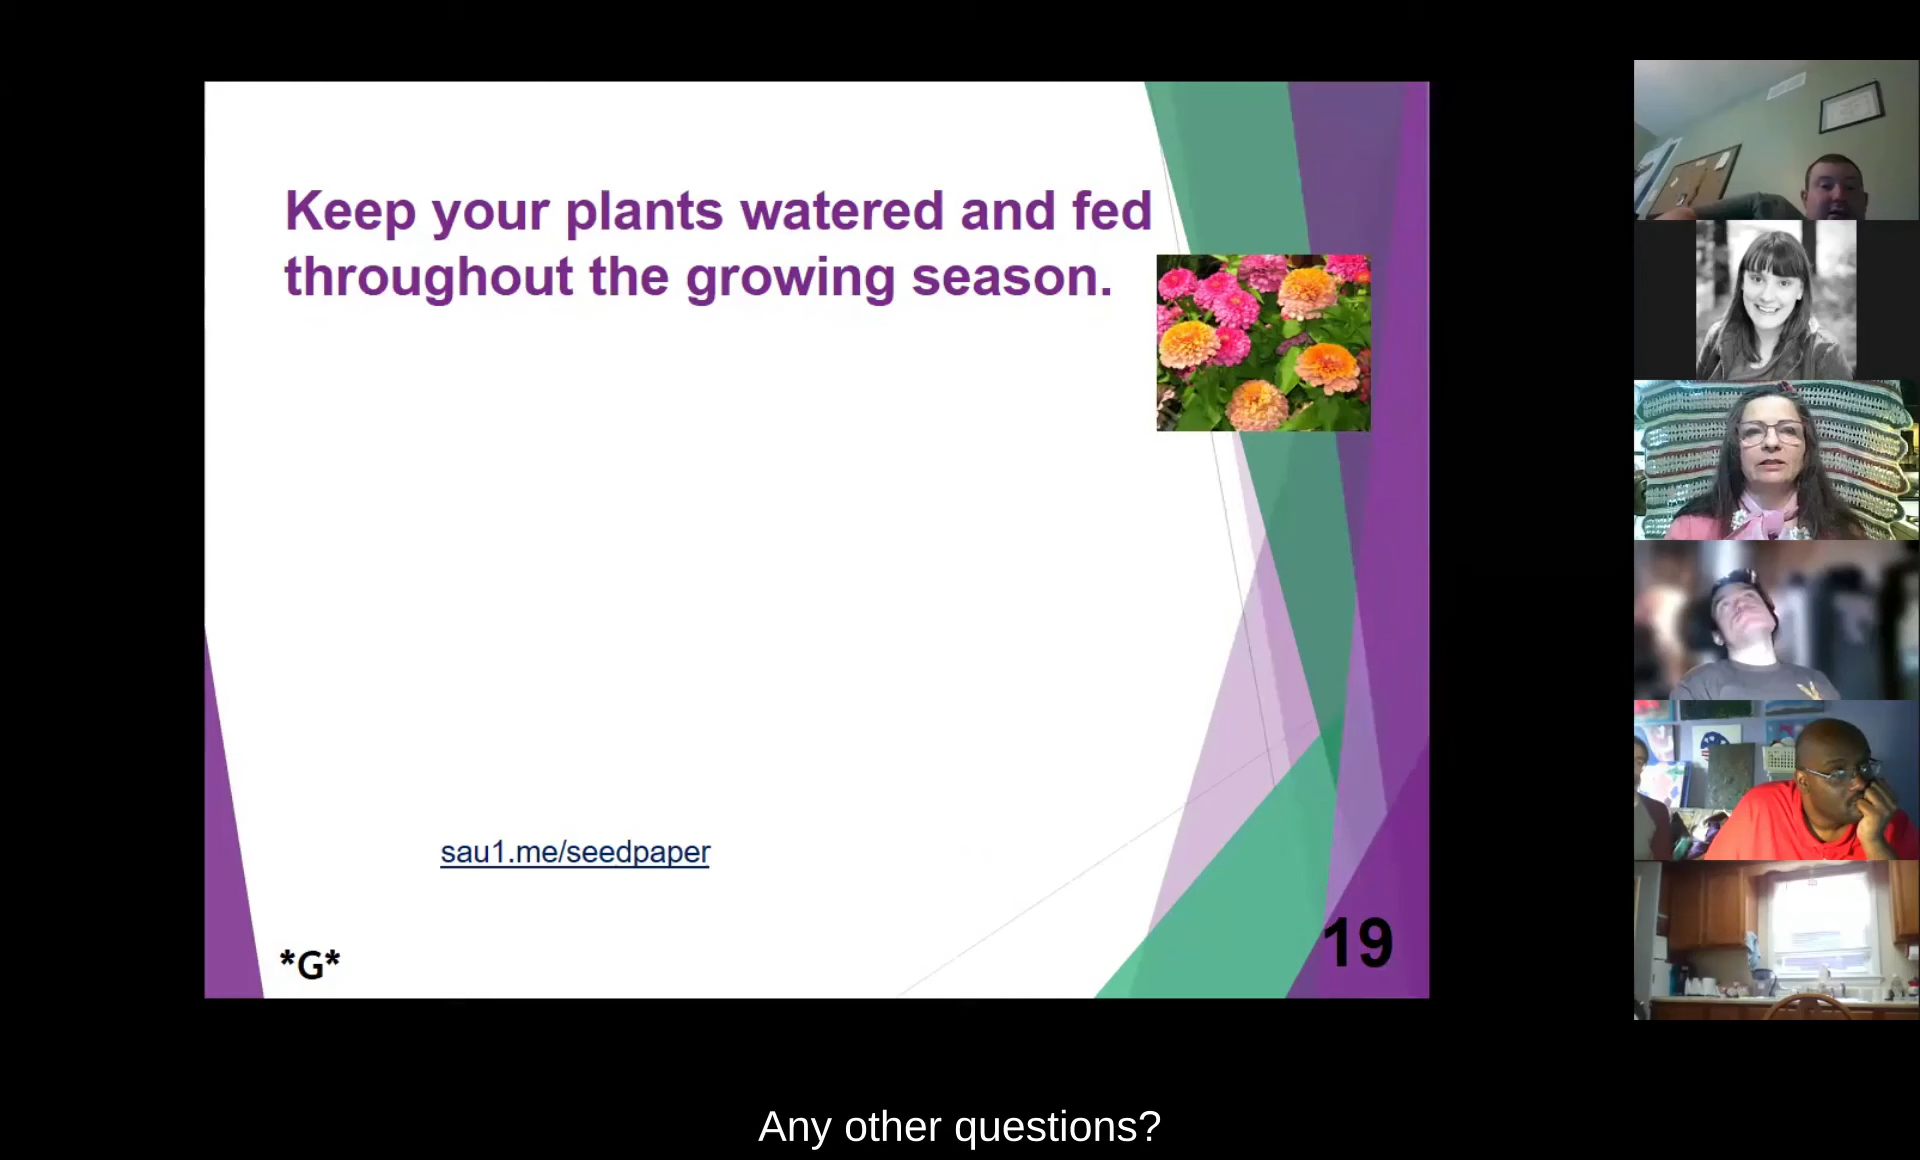 Keep your plants watered and fed
throughout the growing season.
sau1.me/seedpaper
*G*
19
Any other questions?